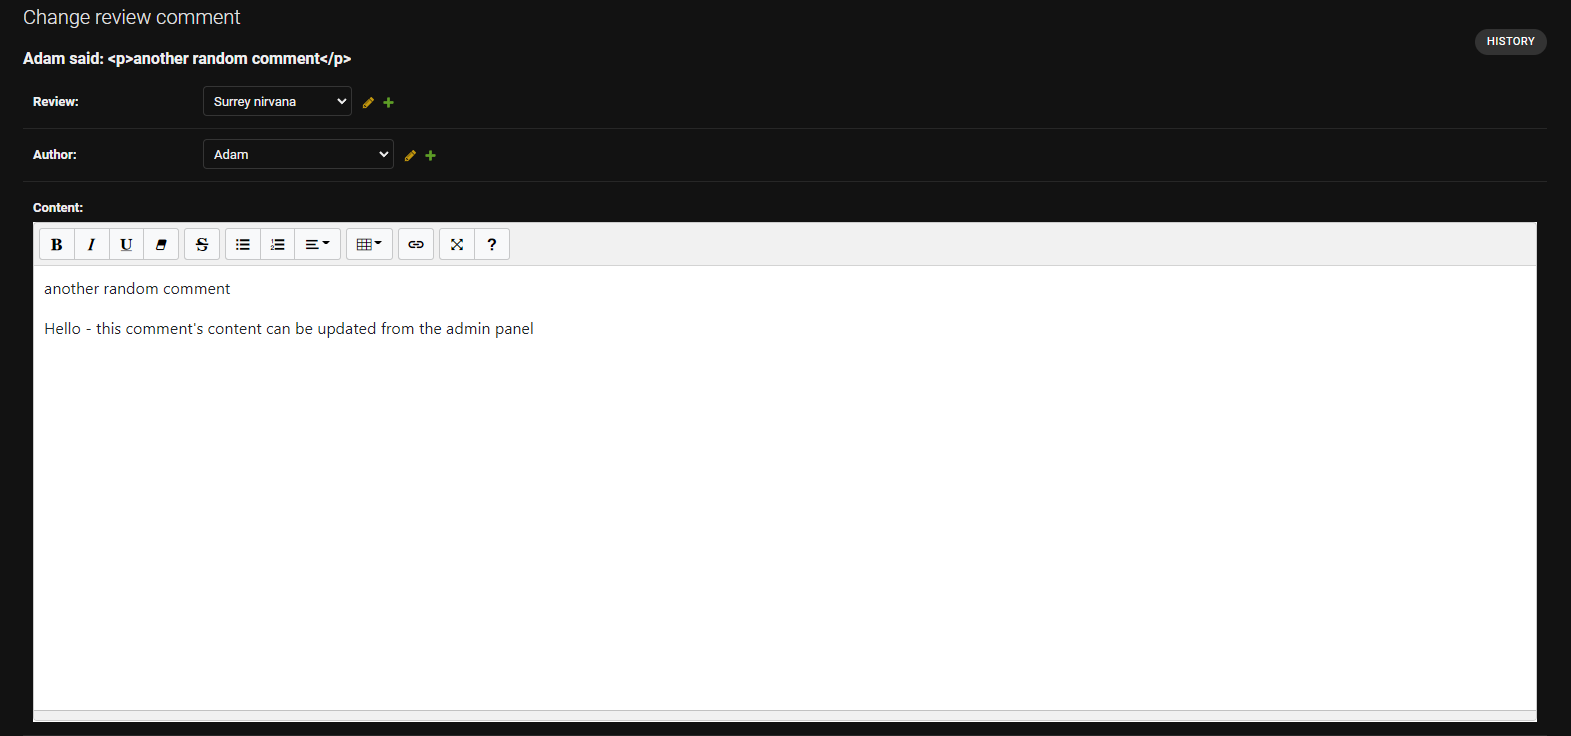 Change review comment
HISTORY
Adam said: <p>another random comment</p>
Review: Surrey nirvana
Author: Adam
Content:
B I U S ?
another random comment
Hello - this comment's content can be updated from the admin panel